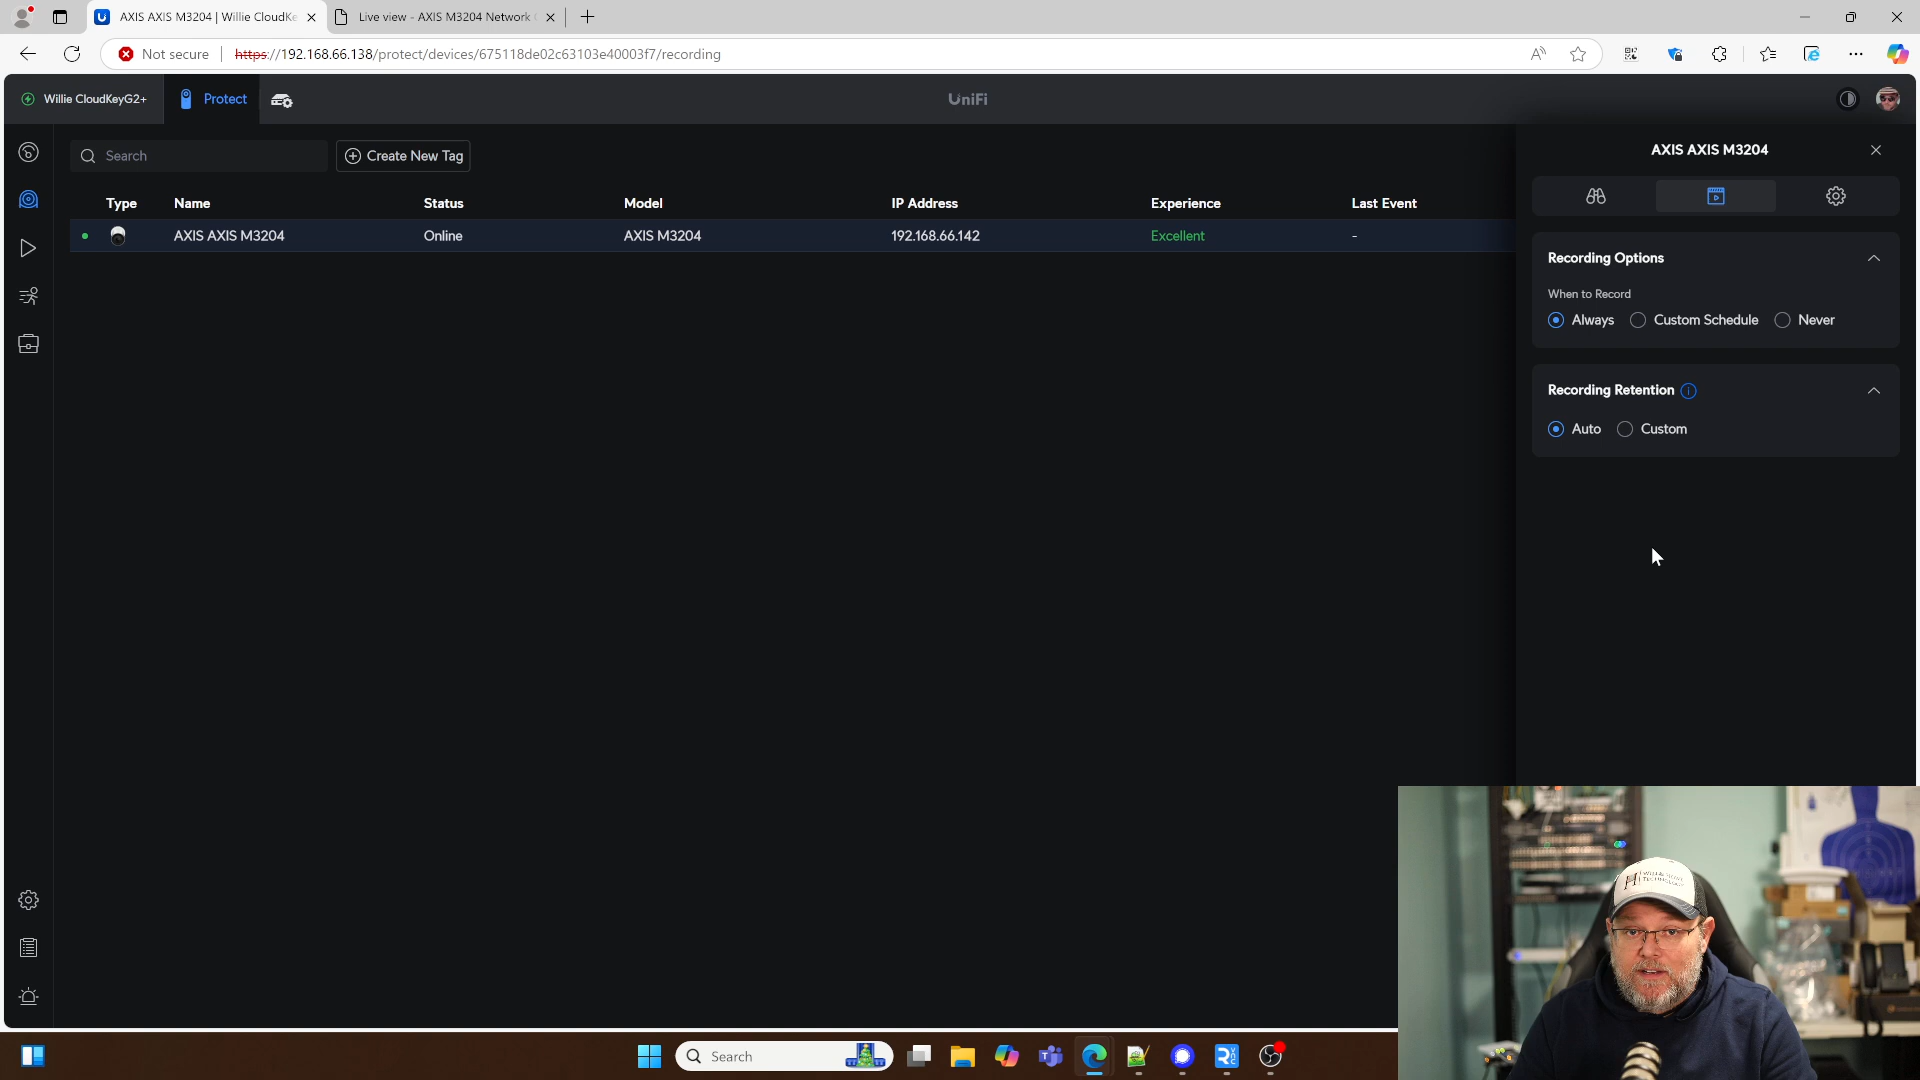 AXIS AXIS M3204 | Willie CloudKe
Live view - AXIS M3204 Network
Not secure
https://192.168.66.138/protect/devices/675118de02c63103e40003f7/recording
Willie CloudKeyG2+
Protect
UniFi
Search
Create New Tag
AXIS AXIS M3204
Type Name Status Model IP Address Experience Last Event
AXIS AXIS M3204 Online AXIS M3204 192.168.66.142 Excellent -
Recording Options
When to Record
Always Custom Schedule Never
Recording Retention
Auto Custom
Search